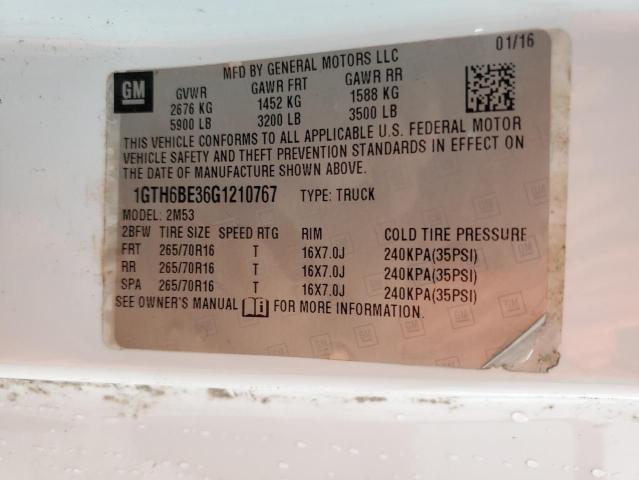 01/16
MFD BY GENERAL MOTORS LLC
GM GVWR GAWR FRT GAWR RR
2676 KG 1452 KG 1588 KG
5900 LB 3200 LB 3500 LB
THIS VEHICLE CONFORMS TO ALL APPLICABLE U.S. FEDERAL MOTOR
VEHICLE SAFETY AND THEFT PREVENTION STANDARDS IN EFFECT ON
THE DATE OF MANUFACTURE SHOWN ABOVE.
1GTH6BE36G1210767 TYPE: TRUCK
MODEL: 2M53
2BFW TIRE SIZE SPEED RTG RIM COLD TIRE PRESSURE
FRT 265/70R16 T 16X7.0J 240KPA(35PSI)
RR 265/70R16 T 16X7.0J 240KPA(35PSI)
SPA 265/70R16 T 16X7.0J 240KPA(35PSI)
SEE OWNER'S MANUAL FOR MORE INFORMATION.